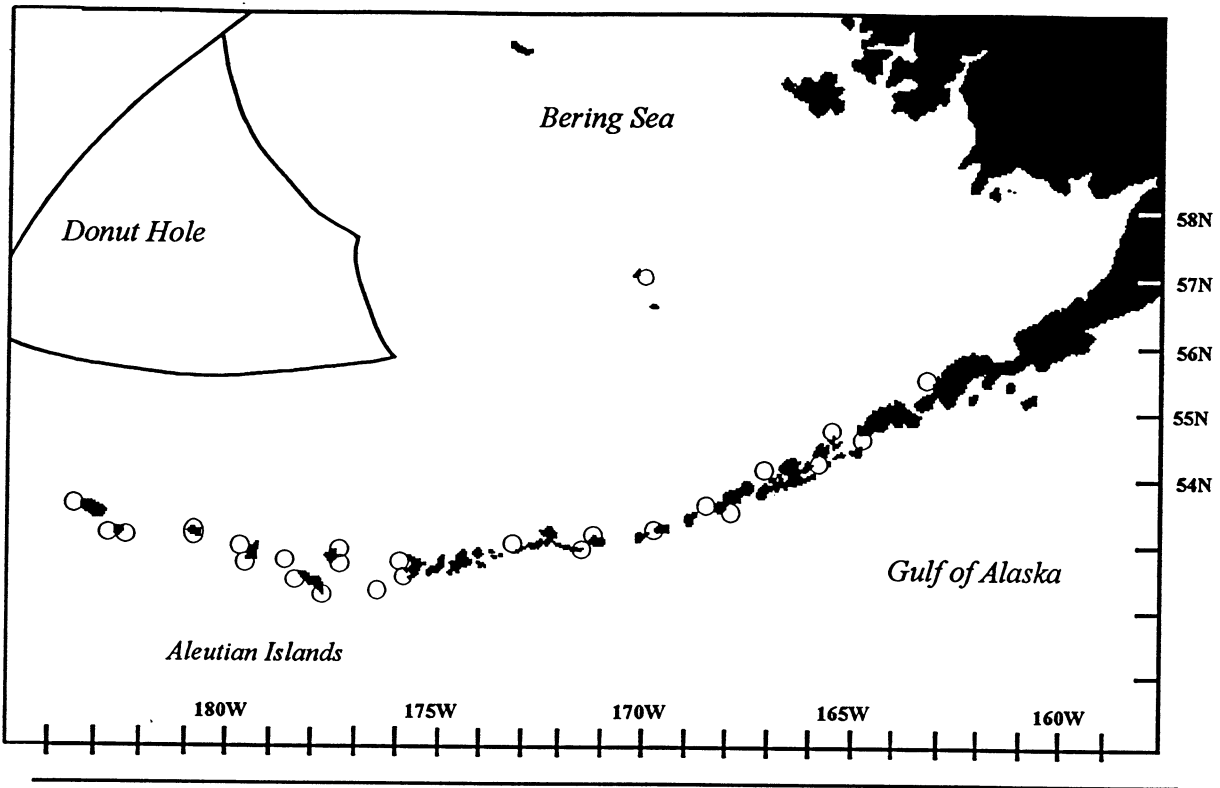 Bering Sea
Donut Hole
58N
57N
56N
55N
54N
Gulf of Alaska
Aleutian Islands
180W 175W 170W 165W 160W